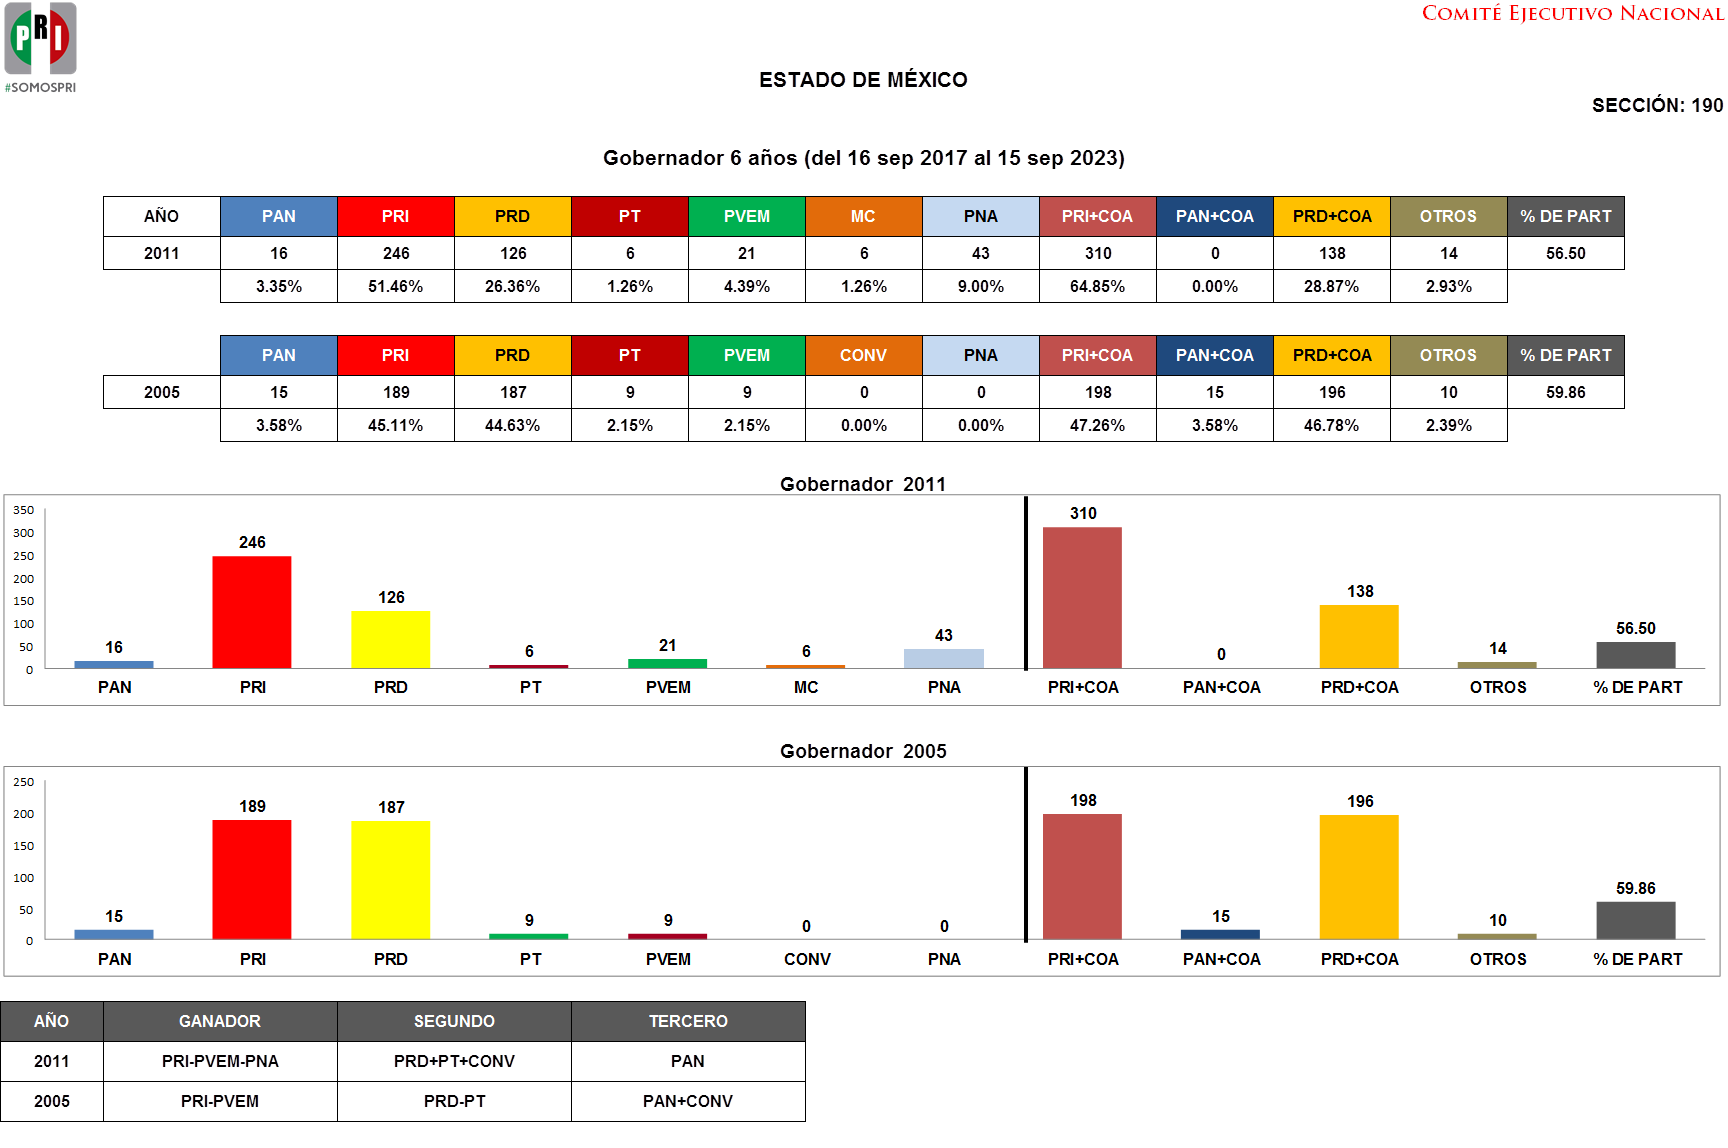 PRI
#SOMOSPRI
COMITÉ EJECUTIVO NACIONAL
ESTADO DE MÉXICO
SECCIÓN: 190
Gobernador 6 años (del 16 sep 2017 al 15 sep 2023)
AÑO PAN PRI PRD PT PVEM MC PNA PRI+COA PAN+COA PRD+COA OTROS % DE PART
2011 16 246 126 6 21 6 43 310 0 138 14 56.50
3.35% 51.46% 26.36% 1.26% 4.39% 1.26% 9.00% 64.85% 0.00% 28.87% 2.93%
PAN PRI PRD PT PVEM CONV PNA PRI+COA PAN+COA PRD+COA OTROS % DE PART
2005 15 189 187 9 9 0 0 198 15 196 10 59.86
3.58% 45.11% 44.63% 2.15% 2.15% 0.00% 0.00% 47.26% 3.58% 46.78% 2.39%
Gobernador 2011
350
300
250
200
150
100
50
0
16 246 126 6 21 6 43 310 0 138 14 56.50
PAN PRI PRD PT PVEM MC PNA PRI+COA PAN+COA PRD+COA OTROS % DE PART
Gobernador 2005
250
200
150
100
50
0
15 189 187 9 9 0 0 198 15 196 10 59.86
PAN PRI PRD PT PVEM CONV PNA PRI+COA PAN+COA PRD+COA OTROS % DE PART
AÑO GANADOR SEGUNDO TERCERO
2011 PRI-PVEM-PNA PRD+PT+CONV PAN
2005 PRI-PVEM PRD-PT PAN+CONV